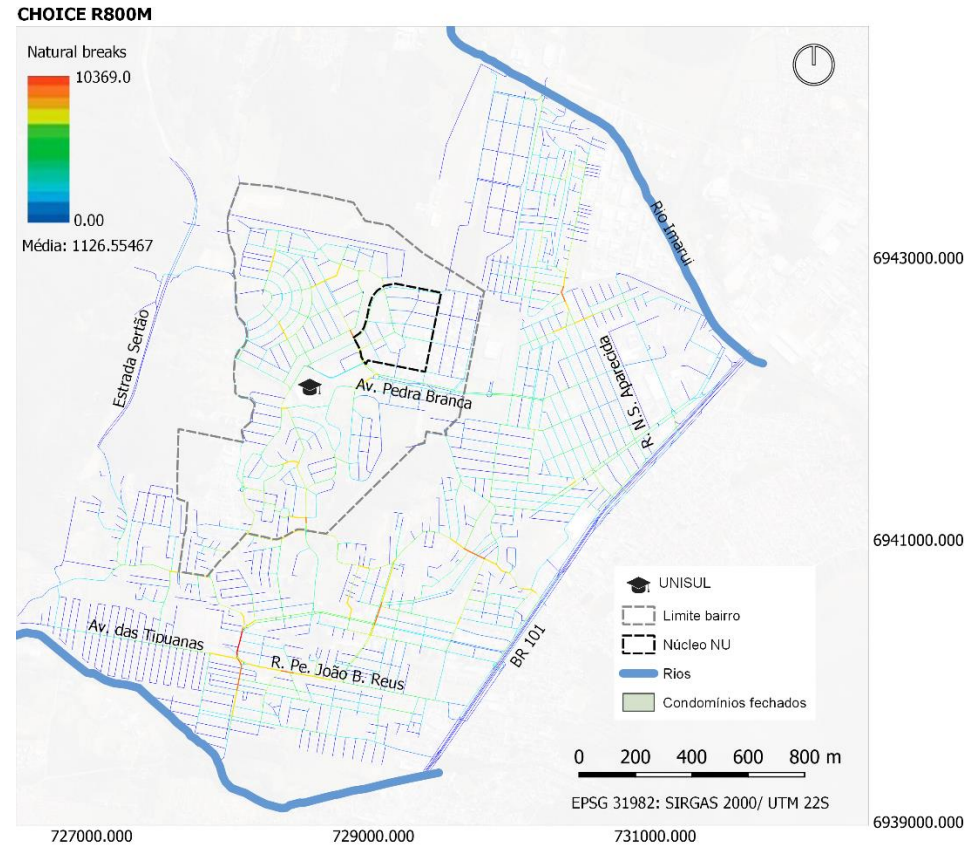 CHOICE R800M
Natural breaks
10369.0
0.00
Média: 1126.55467
Rio Imarui
6943000.000
Estrada Sertão
R. N.S. Aparecida
Av. Pedra Branca
6941000.000
UNISUL
Limite bairro
Núcleo NU
Rios
Condomínios fechados
Av. das Tipuanas
R. Pe. João B. Reus
BR 101
0 200 400 600 800 m
EPSG 31982: SIRGAS 2000/ UTM 22S
6939000.000
727000.000 729000.000 731000.000